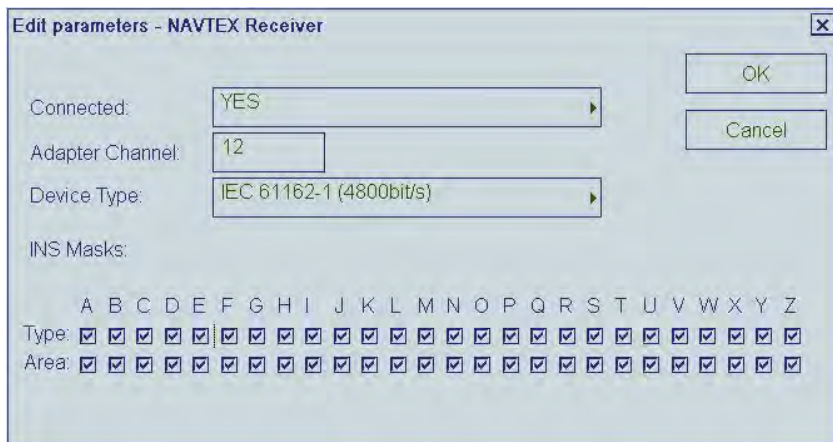 Edit parameters - NAVTEX Receiver
OK
Connected: YES
Cancel
Adapter Channel: 12
Device Type: IEC 61162-1 (4800bit/s)
INS Masks:
A B C D E F G H I J K L M N O P Q R S T U V W X Y Z
Type:
Area: